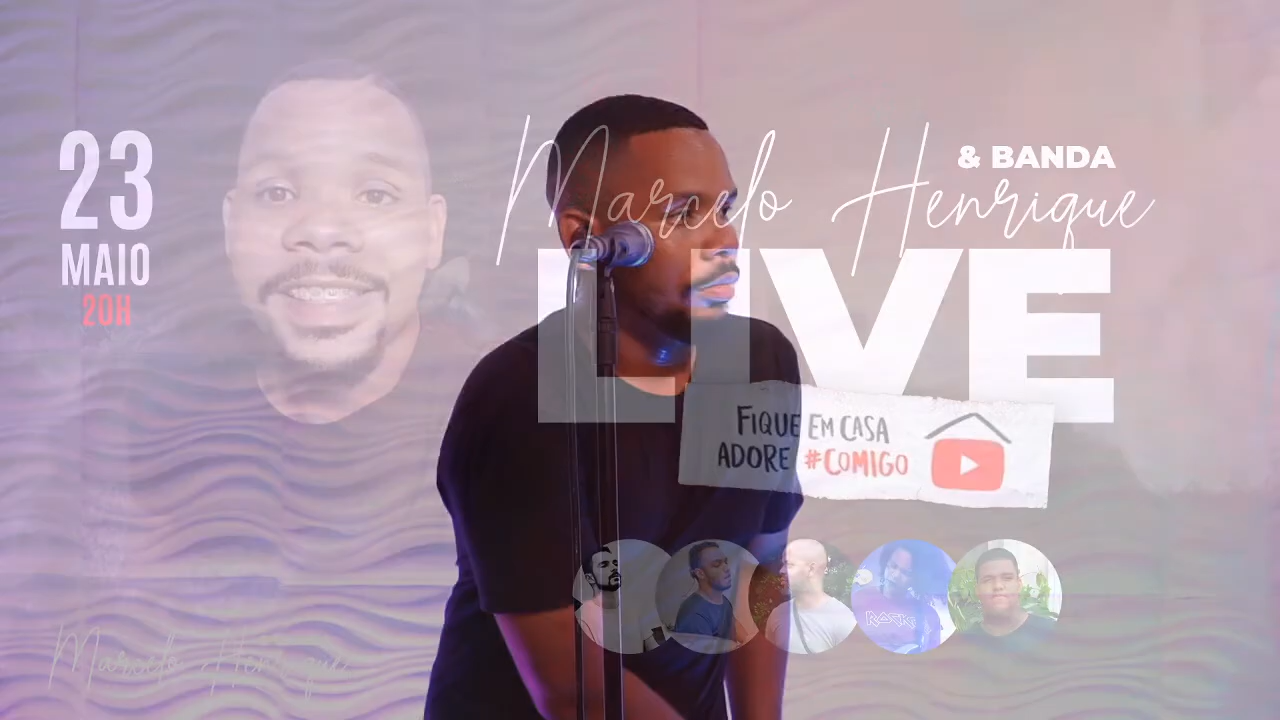 23
MAIO
20H
Marcelo Henrique
& BANDA
LIVE
FIQUE EM CASA
ADORE #COMIGO
Marcelo Henrique